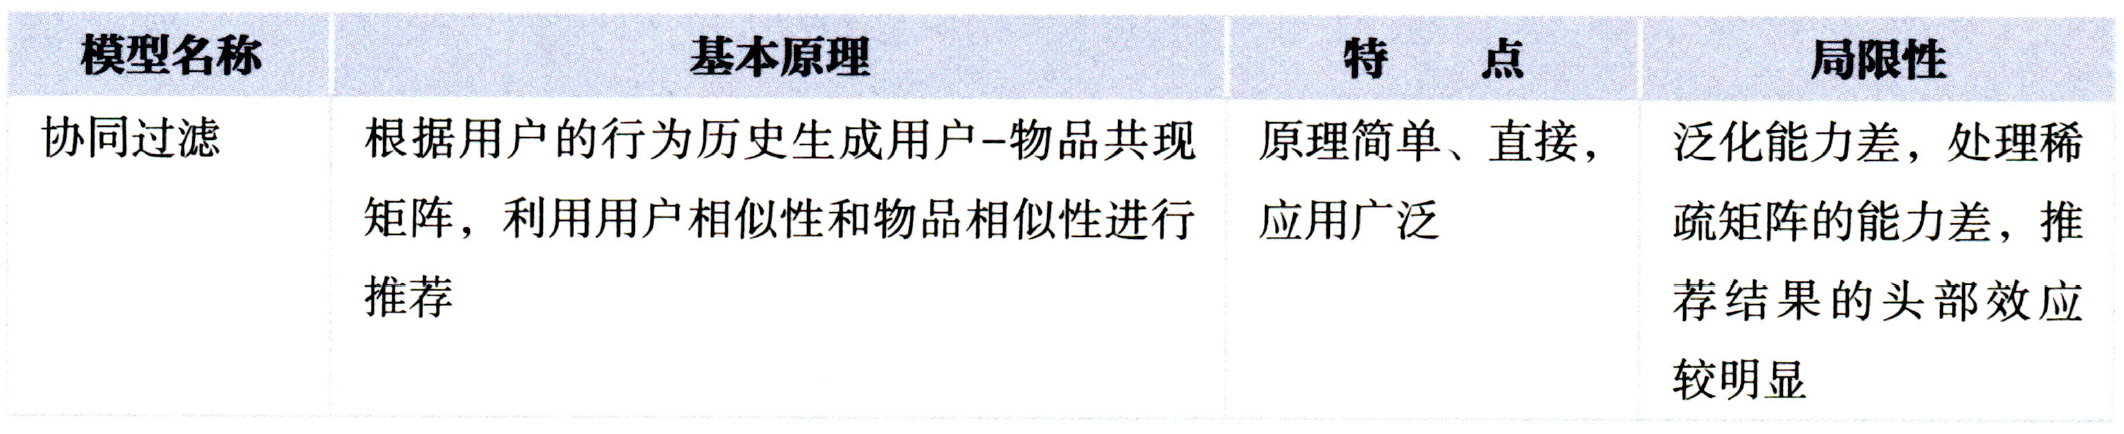 模型名称 基本原理 特 点 局限性
协同过滤
根据用户的行为历史生成用户-物品共现
矩阵，利用用户相似性和物品相似性进行
推荐
原理简单、直接，
应用广泛
泛化能力差，处理稀
疏矩阵的能力差，推
荐结果的头部效应
较明显